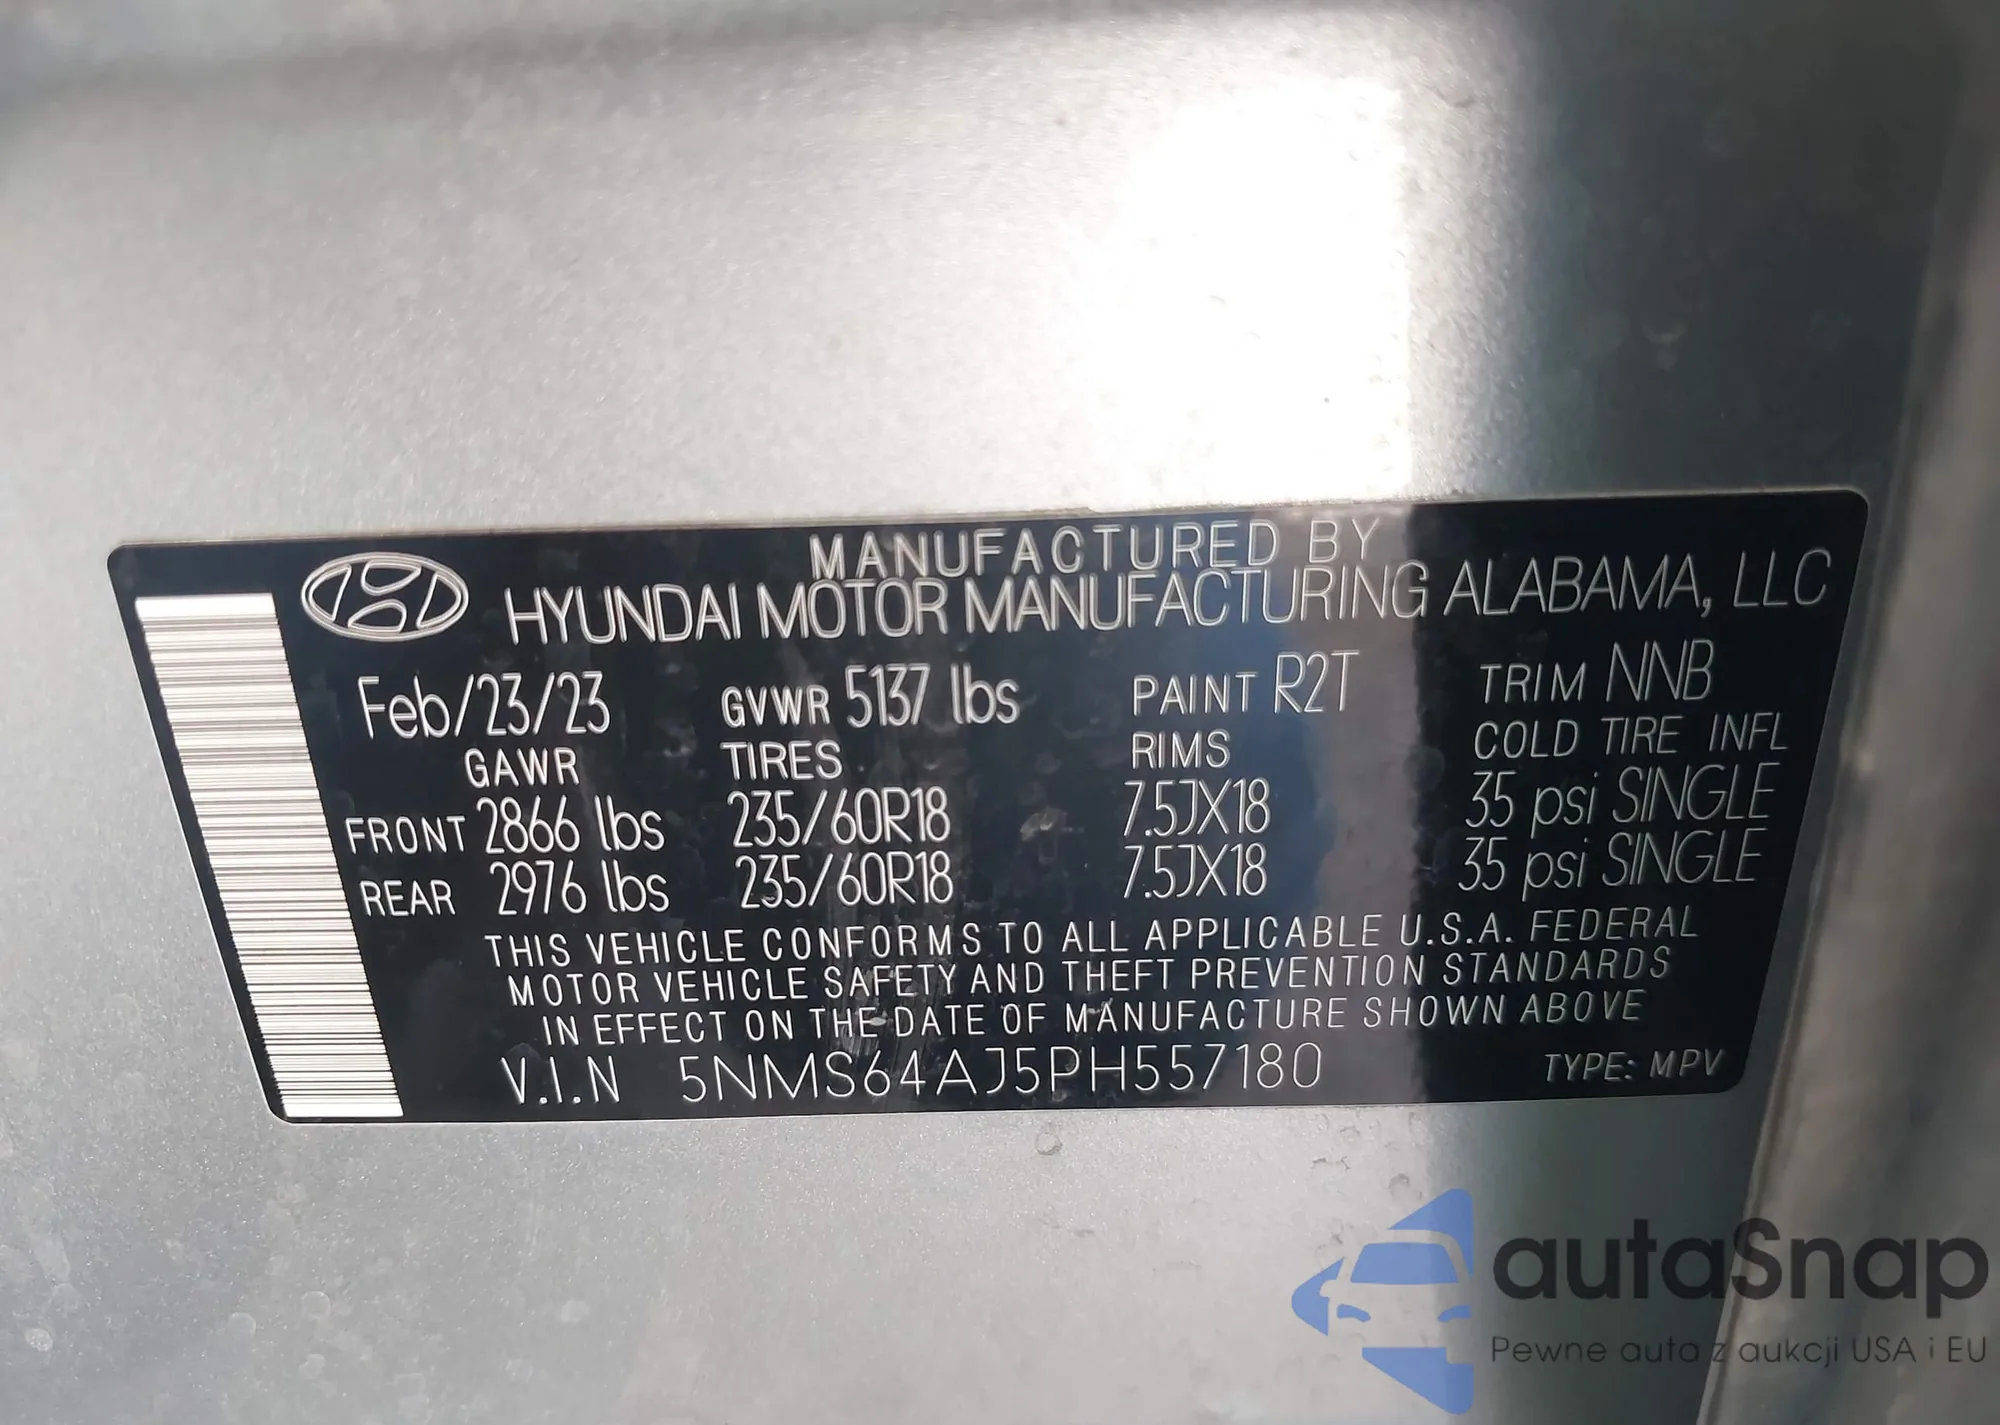 MANUFACTURED BY
HYUNDAI MOTOR MANUFACTURING ALABAMA, LLC
Feb/23/23 GVWR 5137 lbs PAINT R2T TRIM NNB
GAWR TIRES RIMS COLD TIRE INFL
FRONT 2866 lbs 235/60R18 7.5JX18 35 psi SINGLE
REAR 2976 lbs 235/60R18 7.5JX18 35 psi SINGLE
THIS VEHICLE CONFORMS TO ALL APPLICABLE U.S.A. FEDERAL
MOTOR VEHICLE SAFETY AND THEFT PREVENTION STANDARDS
IN EFFECT ON THE DATE OF MANUFACTURE SHOWN ABOVE
V.I.N 5NMS64AJ5PH557180 TYPE: MPV
autaSnap
Pewne auta z aukcji USA i EU